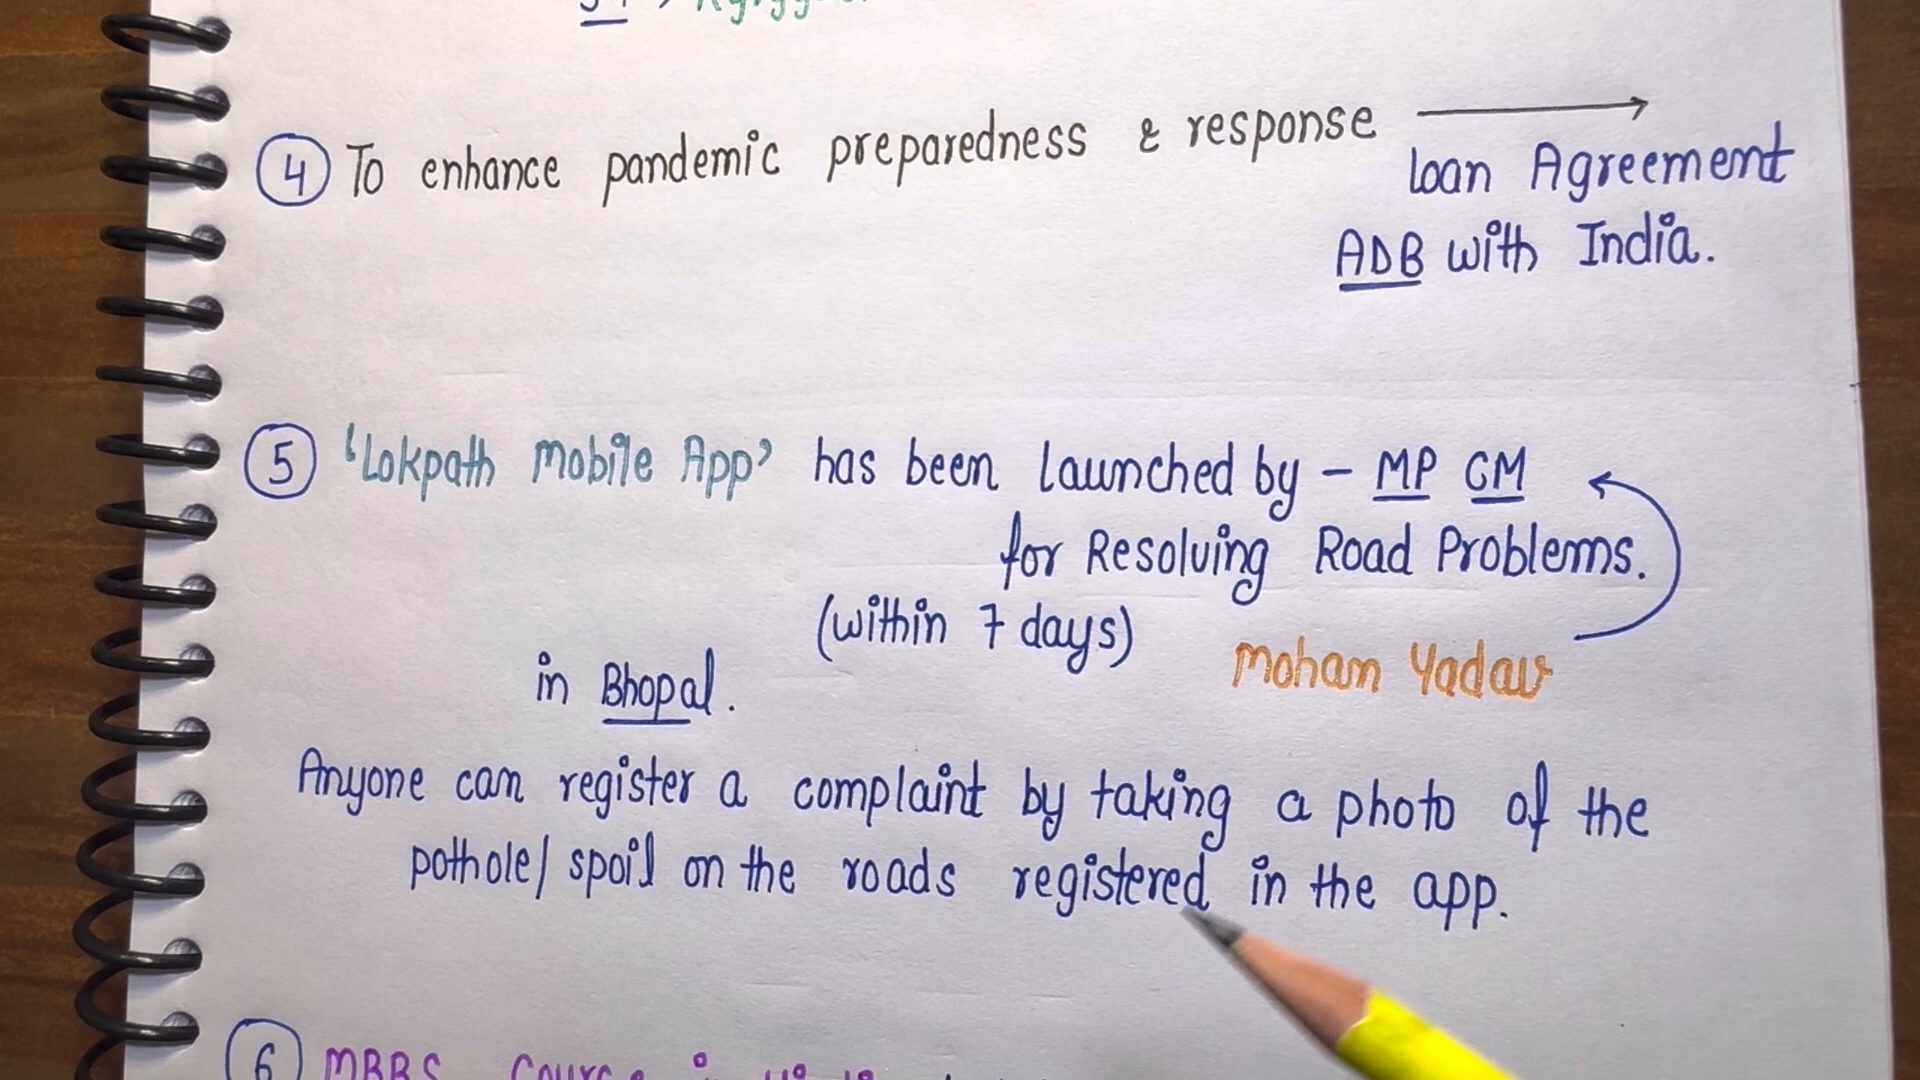 ④ To enhance pandemic preparedness & response →
loan Agreement
ADB with India.
⑤ 'Lokpath Mobile App' has been launched by - MP CM
for Resolving Road Problems.
(within 7 days)
Mohan Yadav
in Bhopal.
Anyone can register a complaint by taking a photo of the
pothole/ spoil on the roads registered in the app.
⑥ MBBS Course in